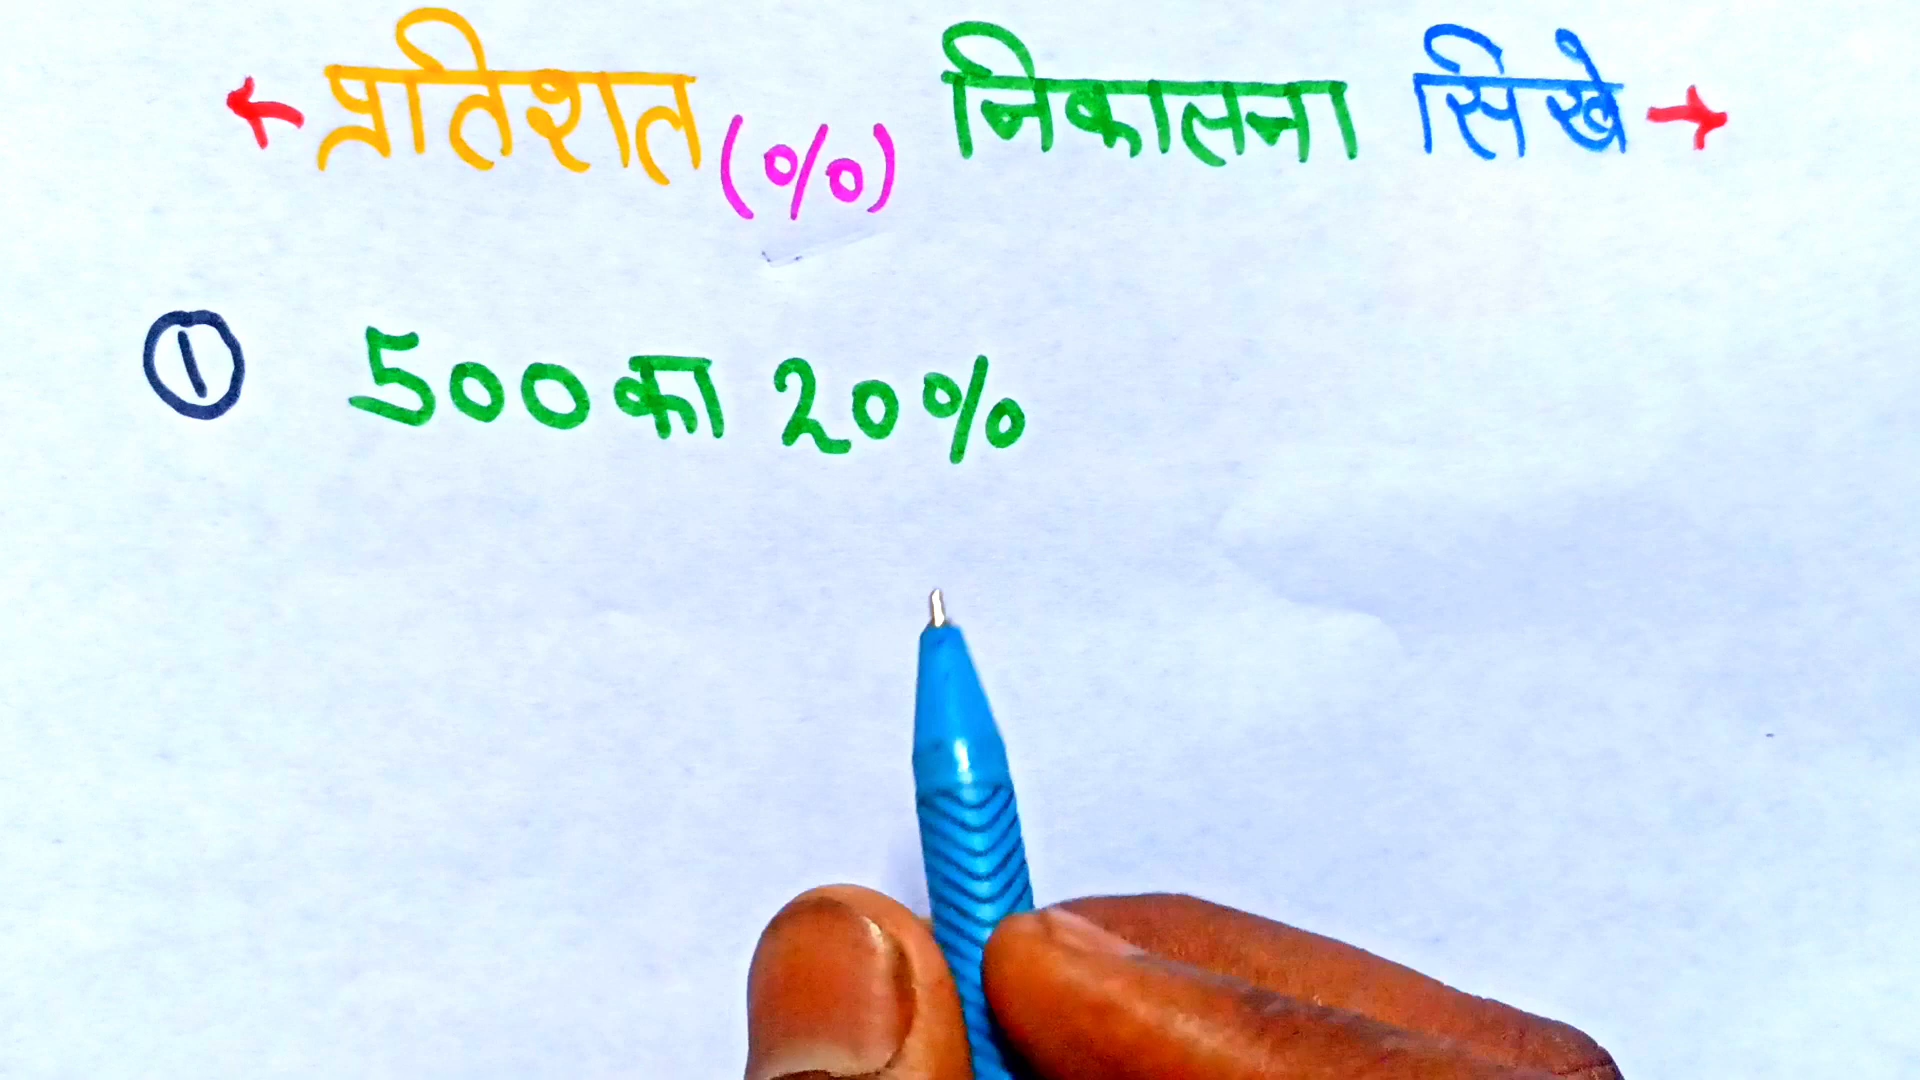 ← प्रतिशत (%) निकालना सिखे →
① 500 का 20%